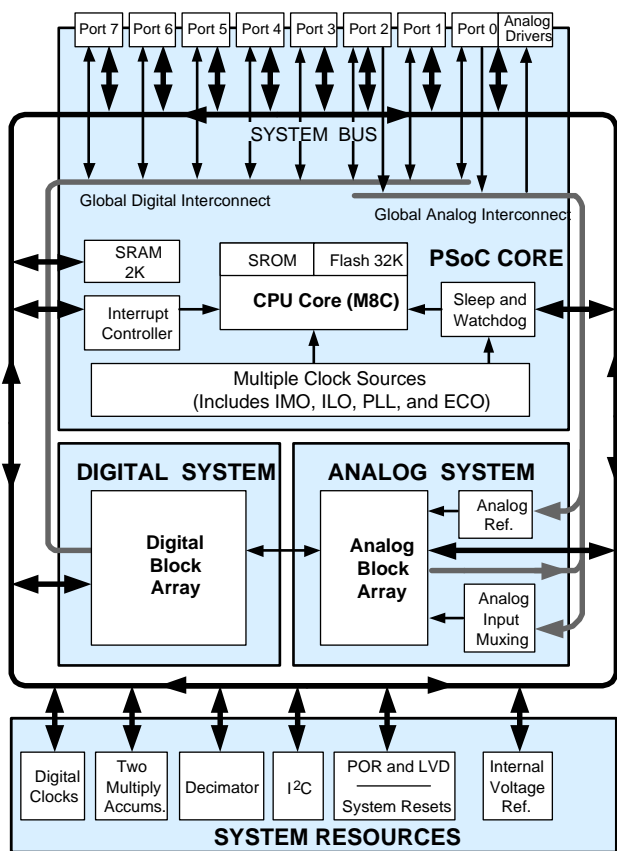 Port 7 Port 6 Port 5 Port 4 Port 3 Port 2 Port 1 Port 0 Analog
Drivers
SYSTEM BUS
Global Digital Interconnect
Global Analog Interconnect
PSoC CORE
SRAM
2K
SROM Flash 32K
CPU Core (M8C)
Interrupt
Controller
Sleep and
Watchdog
Multiple Clock Sources
(Includes IMO, ILO, PLL, and ECO)
DIGITAL SYSTEM
Digital
Block
Array
ANALOG SYSTEM
Analog
Block
Array
Analog
Ref.
Analog
Input
Muxing
Digital
Clocks
Two
Multiply
Accums.
Decimator
I²C
POR and LVD
System Resets
Internal
Voltage
Ref.
SYSTEM RESOURCES